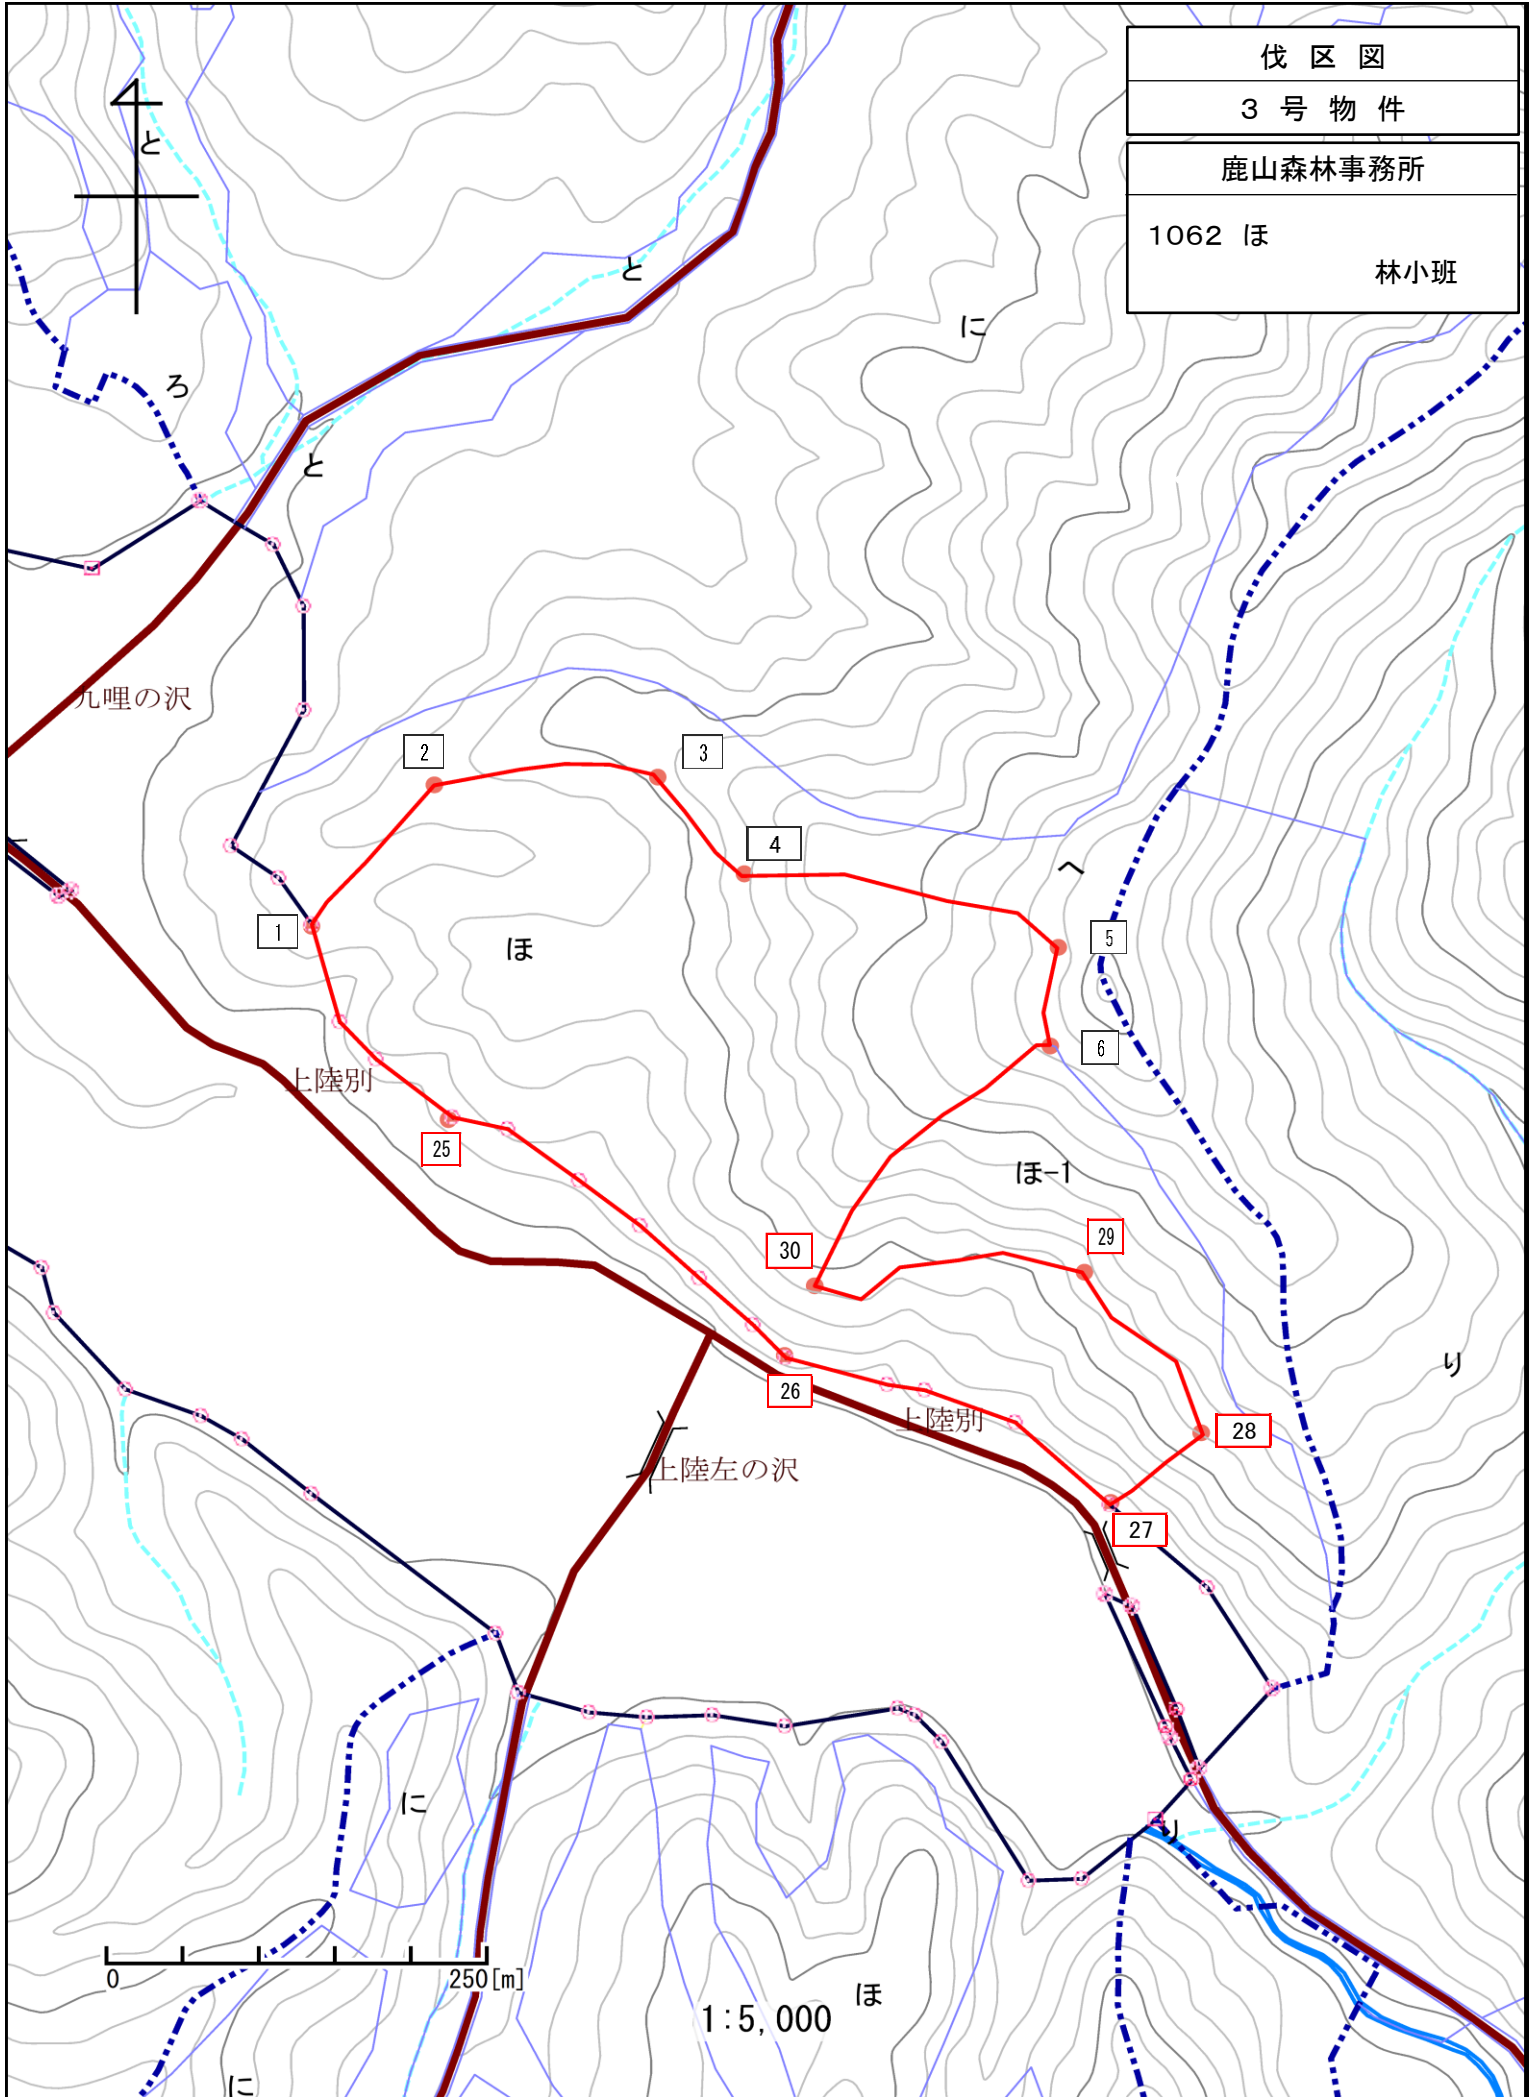 伐 区 図
3 号 物 件
鹿山森林事務所
1062 ほ
林小班
と
と
に
ろ
と
九哩の沢
2
3
4
へ
1
ほ
5
6
上陸別
25
ほ-1
30
29
り
26
上陸別
28
上陸左の沢
27
に
り
0
250[m]
ほ
1:5,000
に